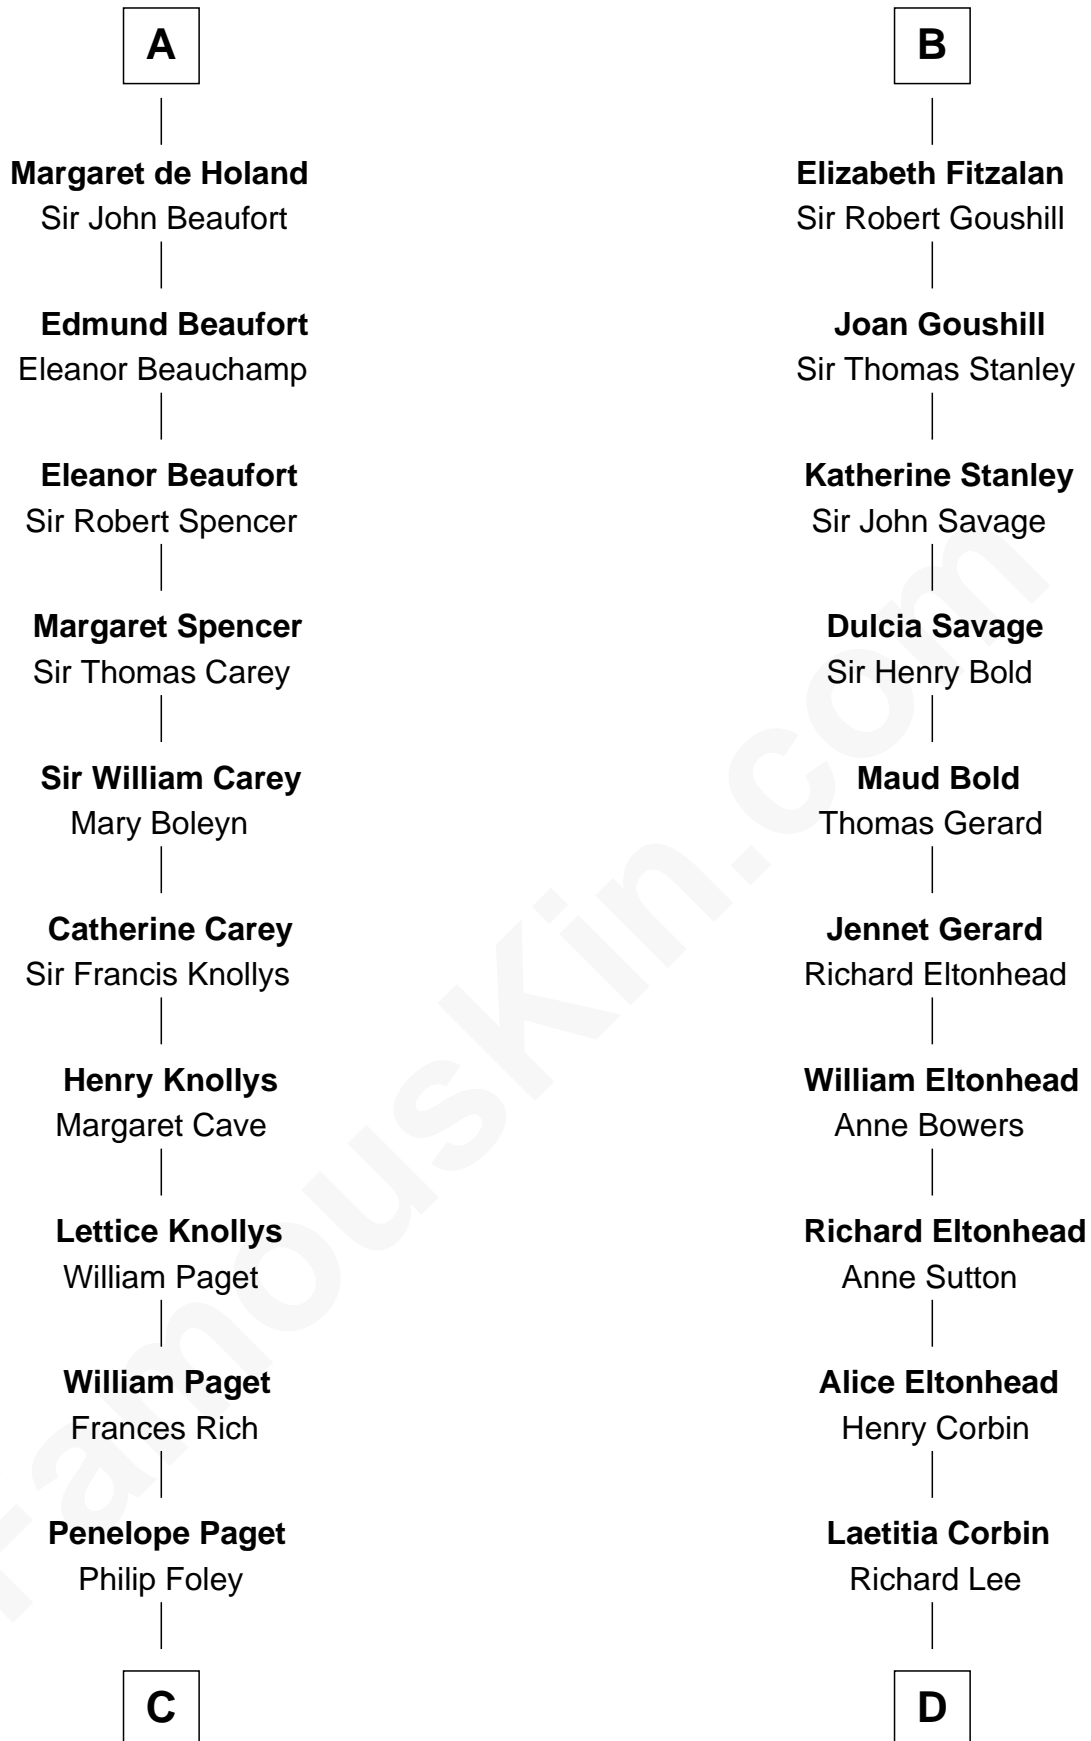 A
Margaret de Holand
Sir John Beaufort
Edmund Beaufort
Eleanor Beauchamp
Eleanor Beaufort
Sir Robert Spencer
Margaret Spencer
Sir Thomas Carey
Sir William Carey
Mary Boleyn
Catherine Carey
Sir Francis Knollys
Henry Knollys
Margaret Cave
Lettice Knollys
William Paget
William Paget
Frances Rich
Penelope Paget
Philip Foley
C
B
Elizabeth Fitzalan
Sir Robert Goushill
Joan Goushill
Sir Thomas Stanley
Katherine Stanley
Sir John Savage
Dulcia Savage
Sir Henry Bold
Maud Bold
Thomas Gerard
Jennet Gerard
Richard Eltonhead
William Eltonhead
Anne Bowers
Richard Eltonhead
Anne Sutton
Alice Eltonhead
Henry Corbin
Laetitia Corbin
Richard Lee
D
FamousKin.com